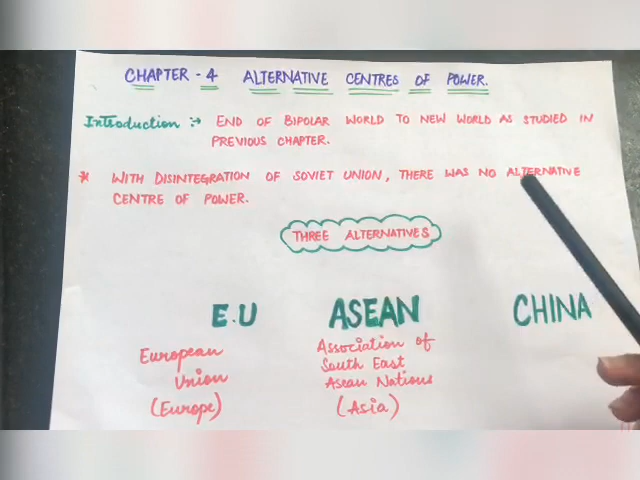 CHAPTER - 4 ALTERNATIVE CENTRES OF POWER.
Introduction :→ END OF BIPOLAR WORLD TO NEW WORLD AS STUDIED IN
PREVIOUS CHAPTER.
* WITH DISINTEGRATION OF SOVIET UNION, THERE WAS NO ALTERNATIVE
CENTRE OF POWER.
THREE ALTERNATIVES
E.U ASEAN CHINA
European
Union
(Europe)
Association of
South East
Asean Nations
(Asia)